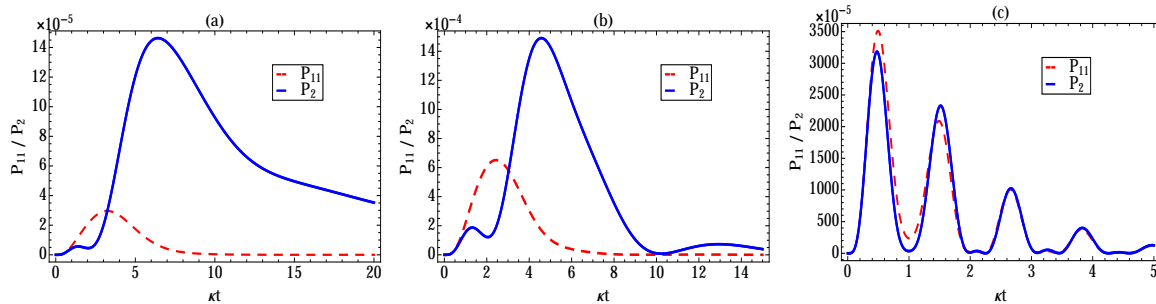 (a)
×10⁻⁵
14
12
10
8
6
4
2
0
P₁₁ / P₂
P₁₁
P₂
0 5 10 15 20
κt
(b)
×10⁻⁴
14
12
10
8
6
4
2
0
P₁₁ / P₂
P₁₁
P₂
0 2 4 6 8 10 12 14
κt
(c)
×10⁻⁵
3500
3000
2500
2000
1500
1000
500
0
P₁₁ / P₂
P₁₁
P₂
0 1 2 3 4 5
κt